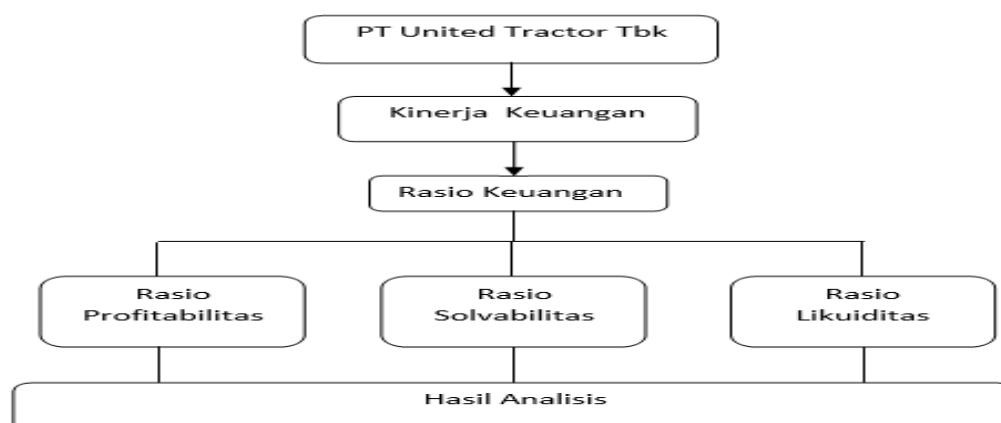 PT United Tractor Tbk
Kinerja Keuangan
Rasio Keuangan
Rasio
Profitabilitas
Rasio
Solvabilitas
Rasio
Likuiditas
Hasil Analisis